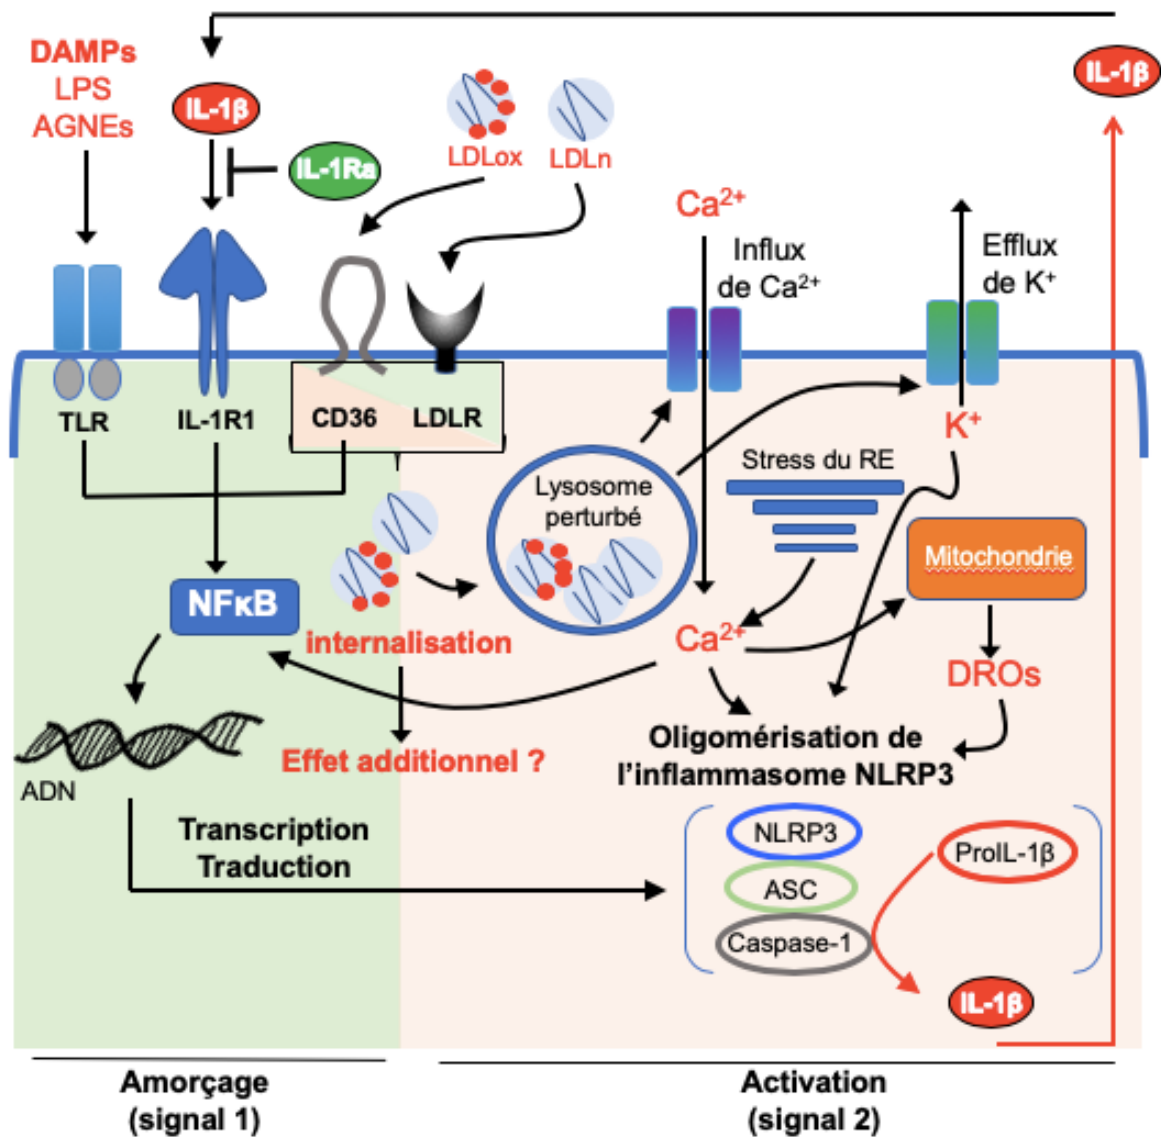 DAMPs
LPS
AGNEs
IL-1β
IL-1Ra
LDLox
LDLn
IL-1β
Ca²⁺
Influx
de Ca²⁺
Efflux
de K⁺
TLR
IL-1R1
CD36
LDLR
K⁺
Lysosome
perturbé
Stress du RE
Mitochondrie
NFκB
internalisation
Ca²⁺
DROs
Effet additionnel ?
Oligomérisation de
l'inflammasome NLRP3
ADN
Transcription
Traduction
NLRP3
ASC
Caspase-1
ProIL-1β
IL-1β
Amorçage
(signal 1)
Activation
(signal 2)